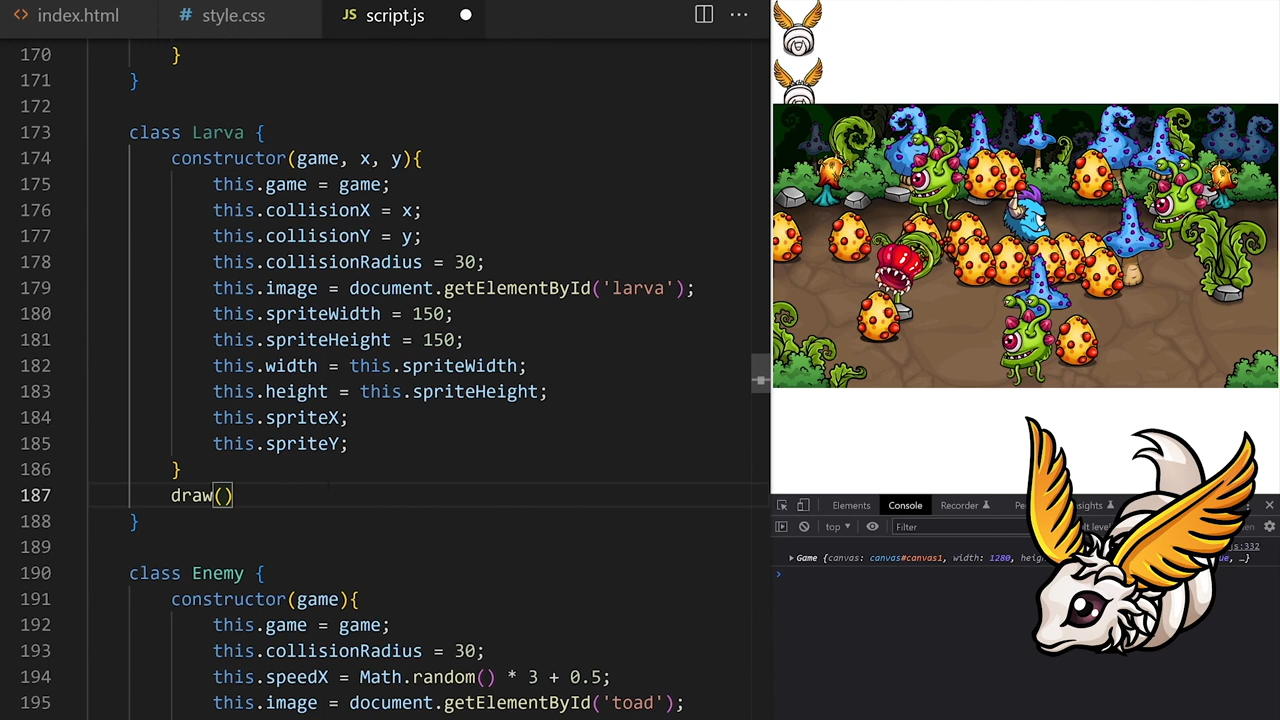 index.html
# style.css
JS script.js
170 }
171 }
172
173 class Larva {
174 constructor(game, x, y){
175 this.game = game;
176 this.collisionX = x;
177 this.collisionY = y;
178 this.collisionRadius = 30;
179 this.image = document.getElementById('larva');
180 this.spriteWidth = 150;
181 this.spriteHeight = 150;
182 this.width = this.spriteWidth;
183 this.height = this.spriteHeight;
184 this.spriteX;
185 this.spriteY;
186 }
187 draw()
188 }
189
190 class Enemy {
191 constructor(game){
192 this.game = game;
193 this.collisionRadius = 30;
194 this.speedX = Math.random() * 3 + 0.5;
195 this.image = document.getElementById('toad');
Elements Console Recorder
top Filter
js:332
Game {canvas: canvas#canvas1, width: 1280, …}